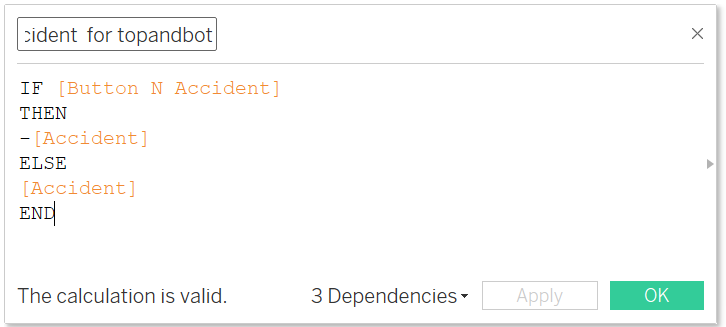 cident for topandbot
IF [Button N Accident]
THEN
-[Accident]
ELSE
[Accident]
END
The calculation is valid.
3 Dependencies
Apply
OK